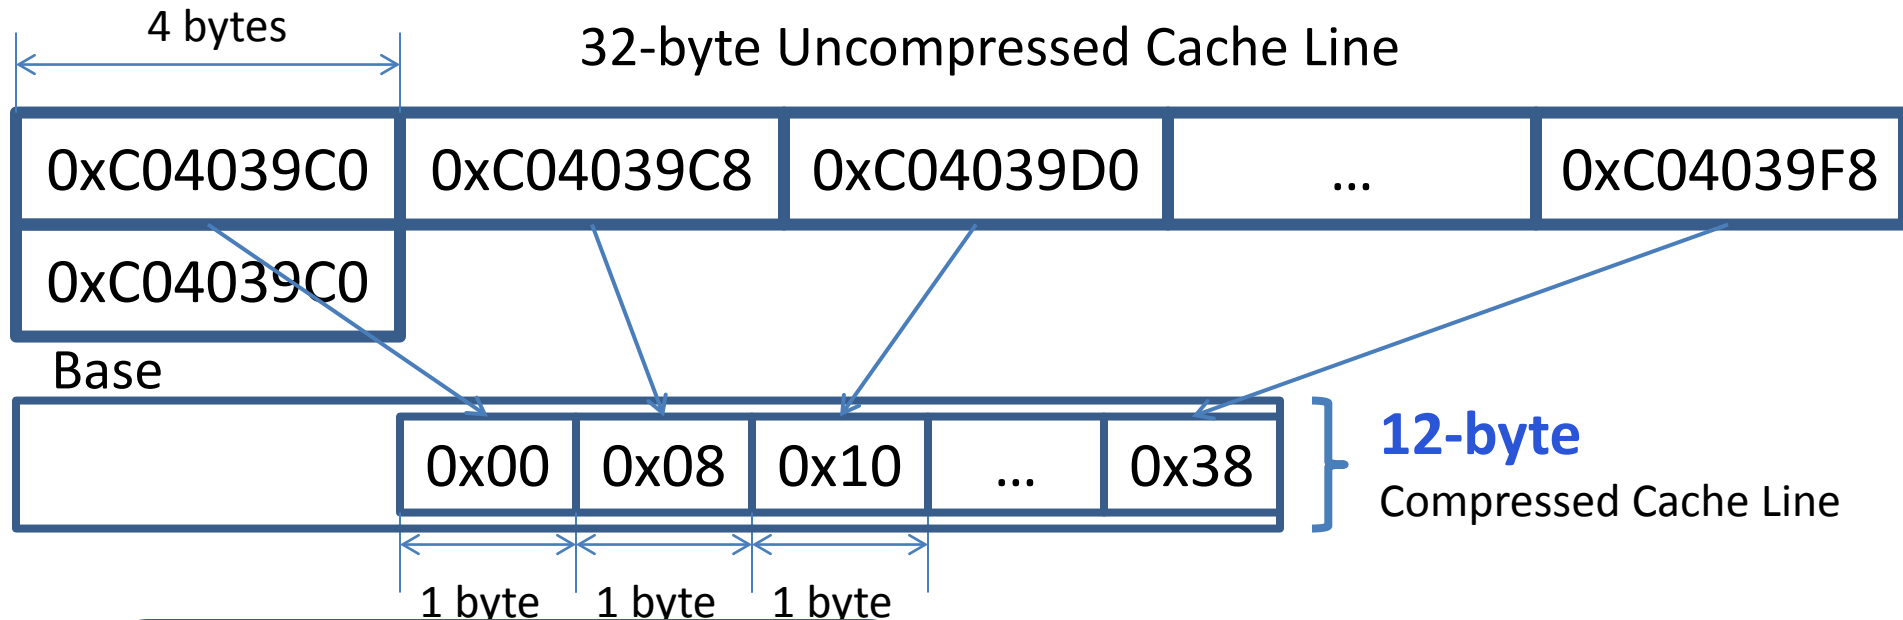 4 bytes
32-byte Uncompressed Cache Line
0xC04039C0 0xC04039C8 0xC04039D0 ... 0xC04039F8
0xC04039C0
Base
0x00 0x08 0x10 ... 0x38
12-byte
Compressed Cache Line
1 byte 1 byte 1 byte